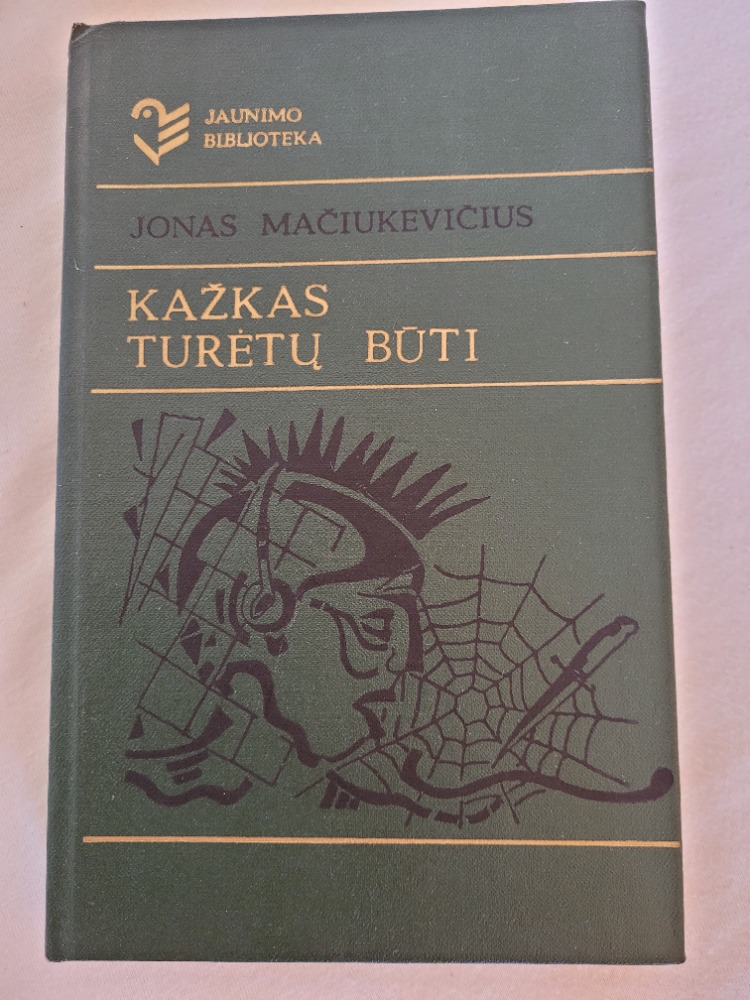 JAUNIMO
BIBLIOTEKA
JONAS MAČIUKEVIČIUS
KAŽKAS
TURĖTŲ BŪTI